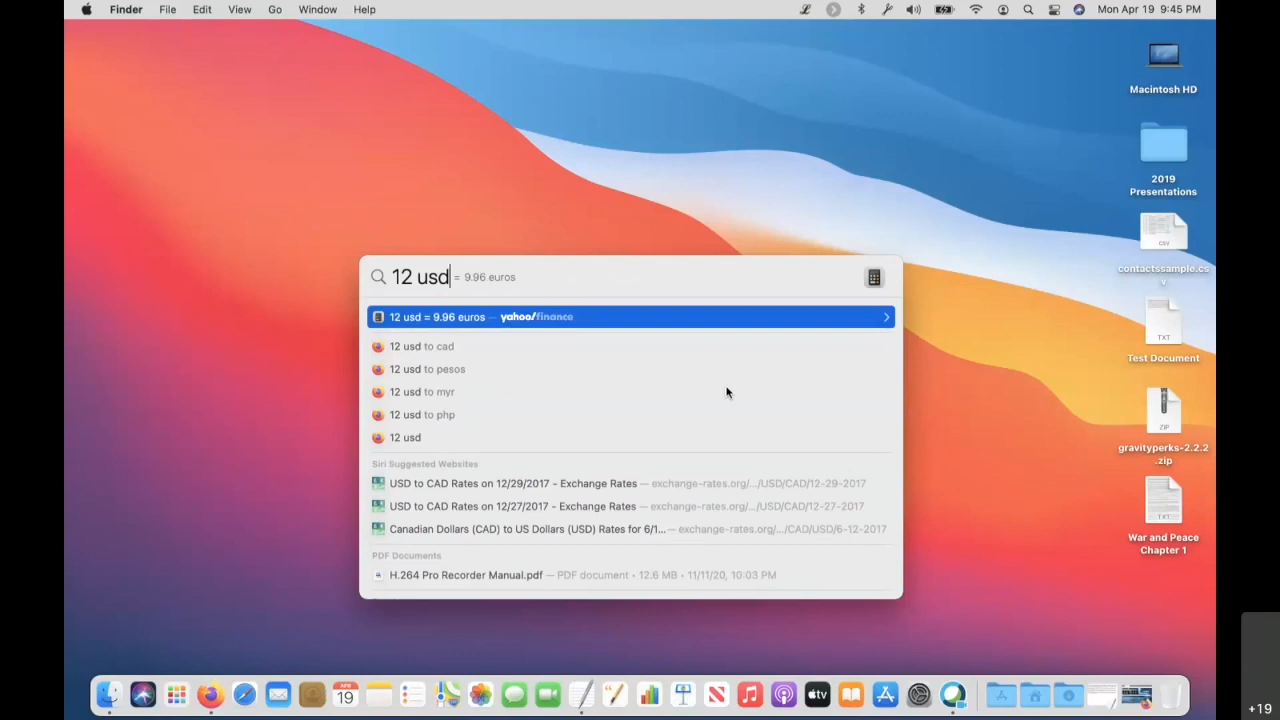 Finder File Edit View Go Window Help Mon Apr 19 9:45 PM
Macintosh HD
2019
Presentations
CSV
contactssample.cs
v
TXT
Test Document
ZIP
gravityperks-2.2.2
.zip
TXT
War and Peace
Chapter 1
12 usd = 9.96 euros
12 usd = 9.96 euros — yahoo/finance
12 usd to cad
12 usd to pesos
12 usd to myr
12 usd to php
12 usd
Siri Suggested Websites
USD to CAD Rates on 12/29/2017 - Exchange Rates — exchange-rates.org/.../USD/CAD/12-29-2017
USD to CAD Rates on 12/27/2017 - Exchange Rates — exchange-rates.org/.../USD/CAD/12-27-2017
Canadian Dollars (CAD) to US Dollars (USD) Rates for 6/1... — exchange-rates.org/.../CAD/USD/6-12-2017
PDF Documents
H.264 Pro Recorder Manual.pdf — PDF document • 12.6 MB • 11/11/20, 10:03 PM
APR
19
tv
+19